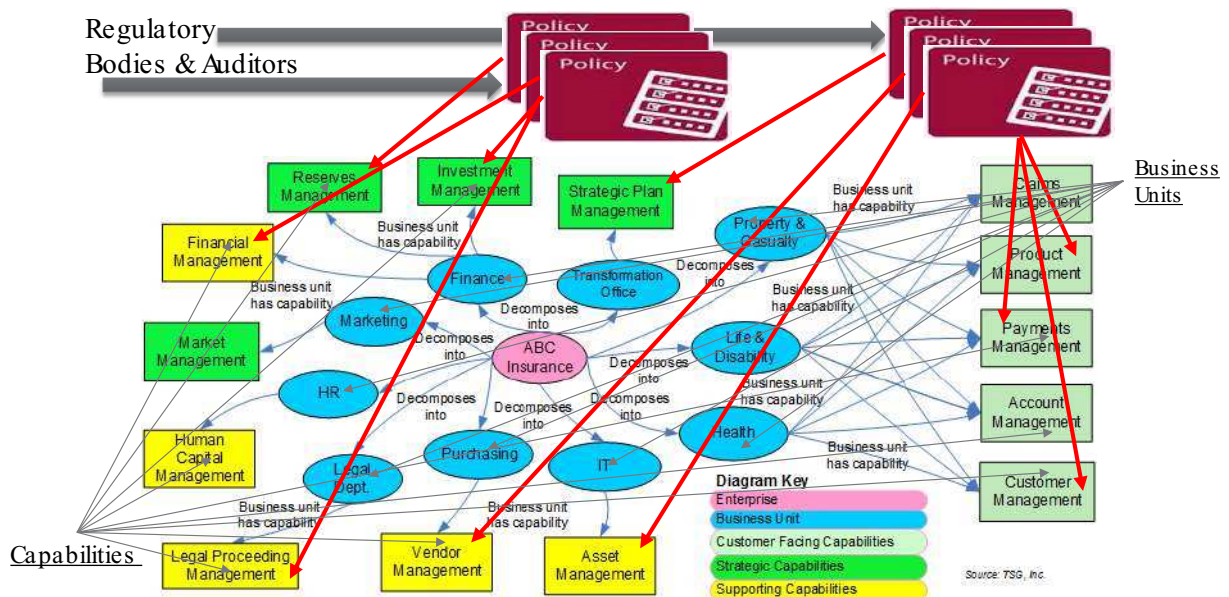 Regulatory
Bodies & Auditors
Policy
Policy
Policy
Policy
Policy
Policy
Business
Units
Reserves
Management
Investment
Management
Strategic Plan
Management
Business unit
has capability
Claims
Management
Property &
Casualty
Business unit
has capability
Financial
Management
Finance
Transformation
Office
Decomposes
into
Product
Management
Business unit
has capability
Business unit
has capability
Marketing
Decomposes
into
Decomposes
into
Market
Management
ABC
Insurance
Life &
Disability
Payments
Management
Decomposes
into
HR
Decomposes
into
Decomposes
into
Decomposes
into
Business unit
has capability
Account
Management
Human
Capital
Management
Purchasing
Health
Legal
Dept.
IT
Business unit
has capability
Customer
Management
Business unit
has capability
Business unit
has capability
Diagram Key
Enterprise
Business Unit
Customer Facing Capabilities
Strategic Capabilities
Supporting Capabilities
Capabilities
Legal Proceeding
Management
Vendor
Management
Asset
Management
Source: TSG, Inc.